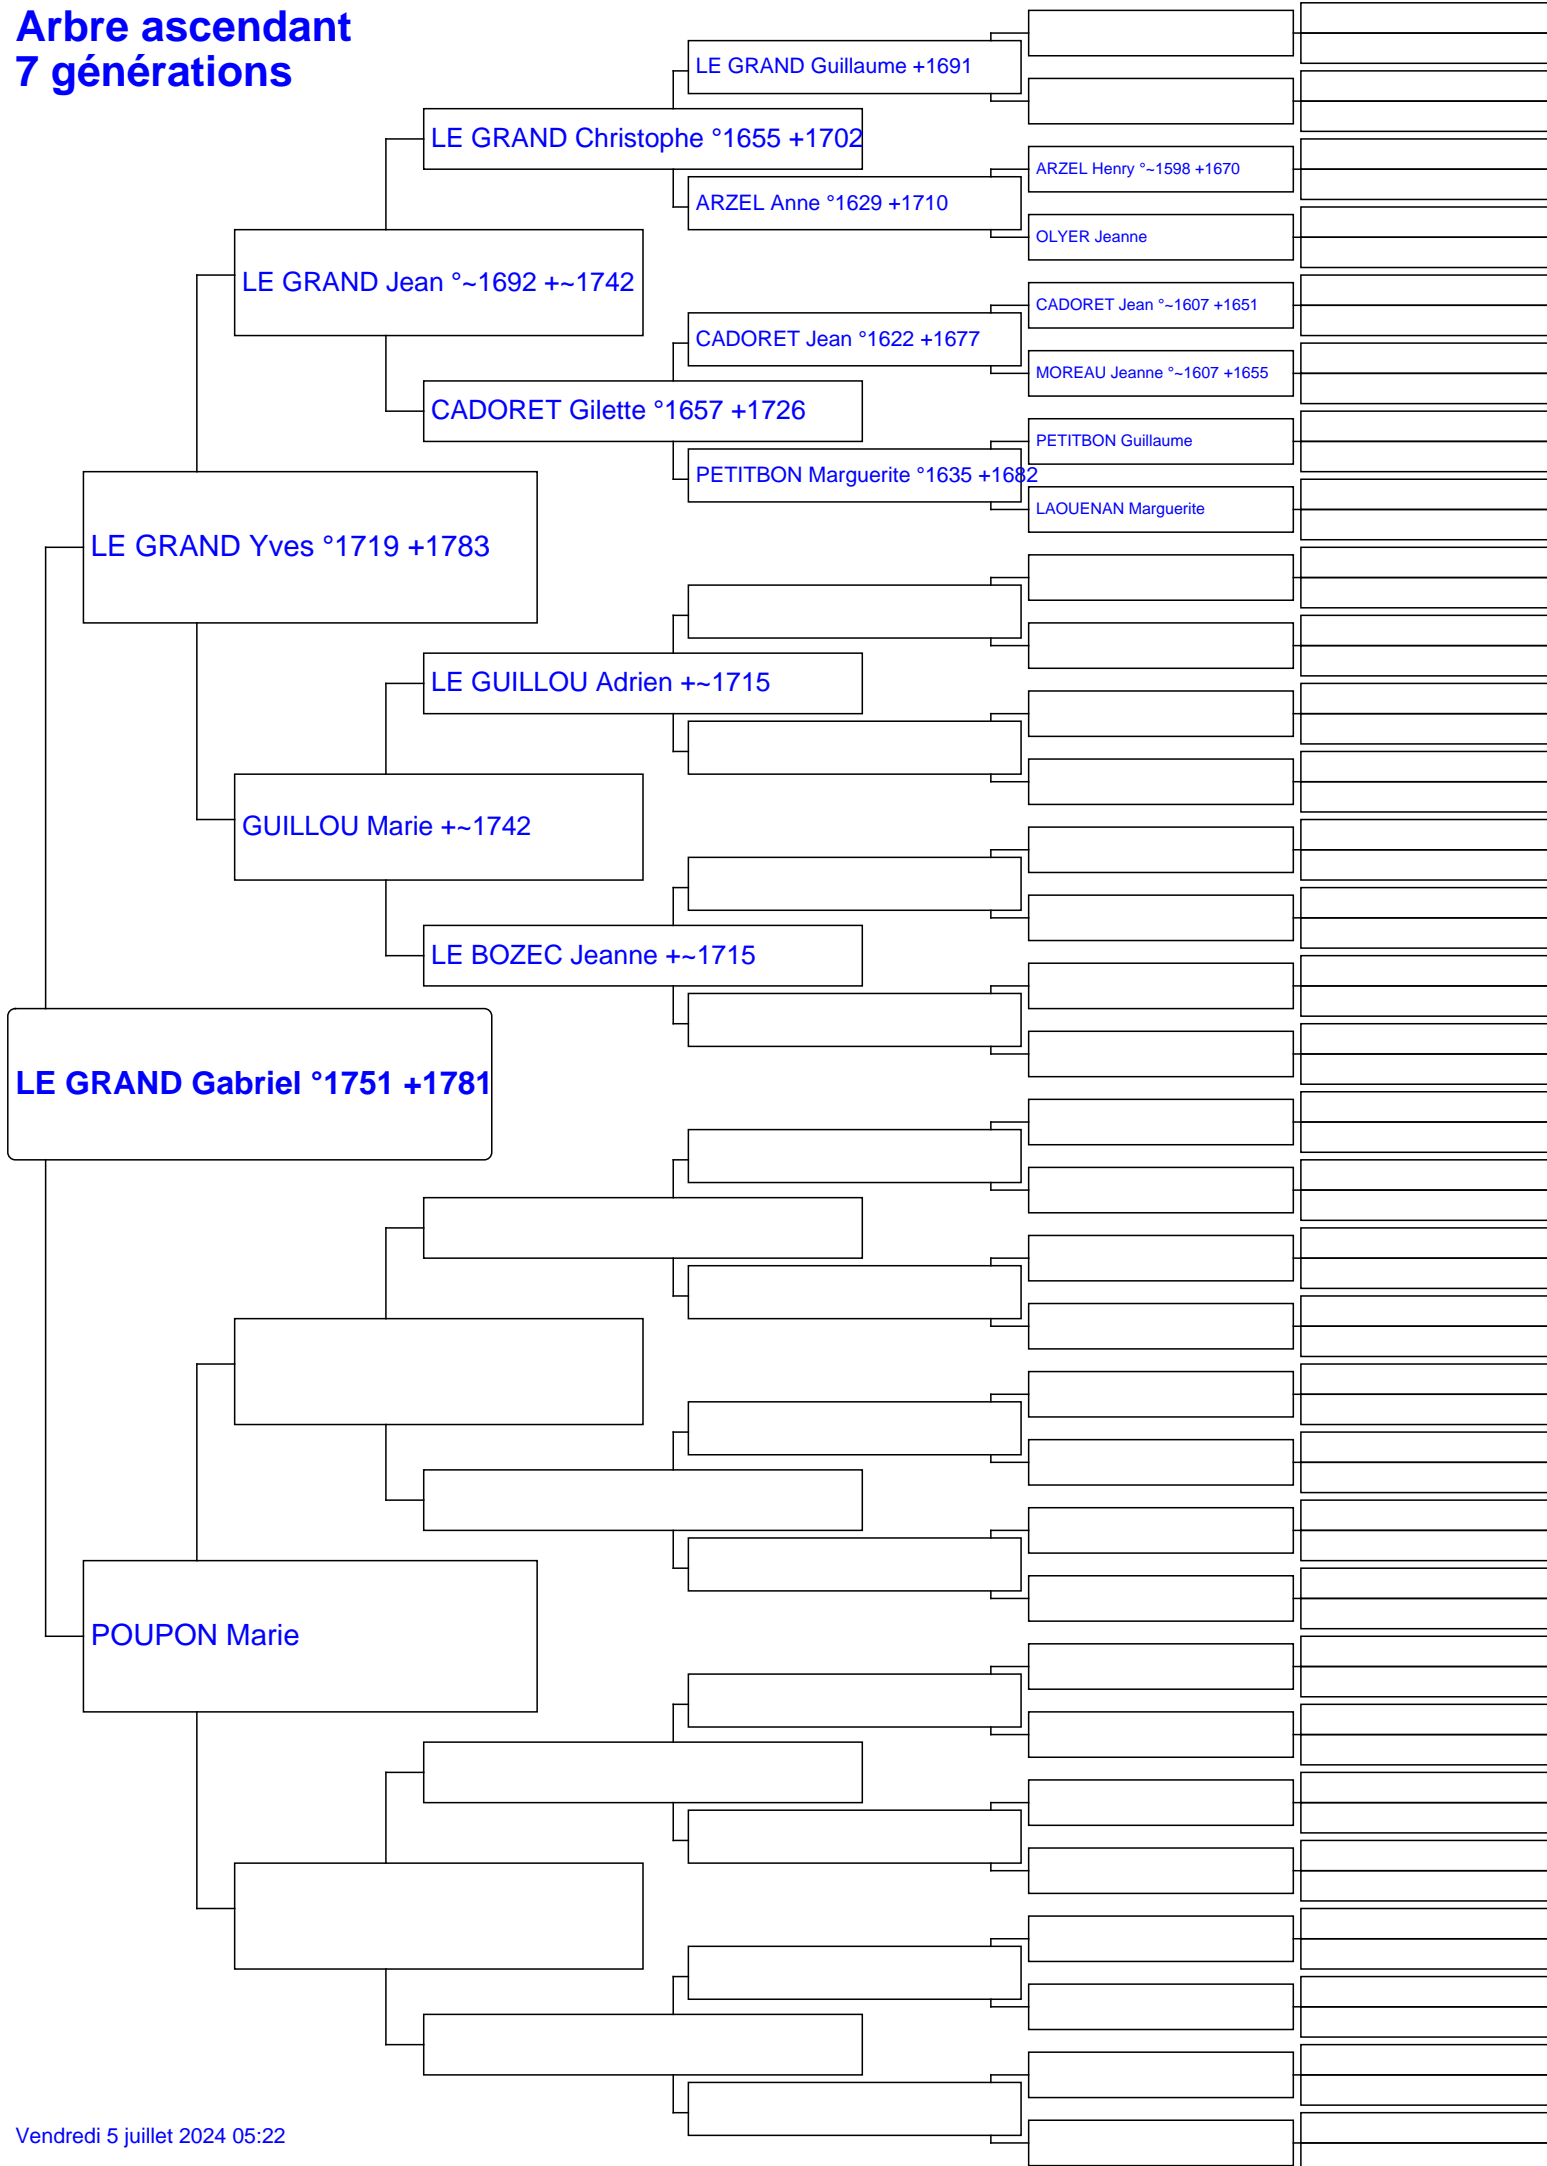 Arbre ascendant
7 générations
LE GRAND Guillaume +1691
LE GRAND Christophe °1655 +1702
ARZEL Henry °~1598 +1670
ARZEL Anne °1629 +1710
OLYER Jeanne
LE GRAND Jean °~1692 +~1742
CADORET Jean °~1607 +1651
CADORET Jean °1622 +1677
MOREAU Jeanne °~1607 +1655
CADORET Gilette °1657 +1726
PETITBON Guillaume
PETITBON Marguerite °1635 +1682
LAOUENAN Marguerite
LE GRAND Yves °1719 +1783
LE GUILLOU Adrien +~1715
GUILLOU Marie +~1742
LE BOZEC Jeanne +~1715
LE GRAND Gabriel °1751 +1781
POUPON Marie
Vendredi 5 juillet 2024 05:22